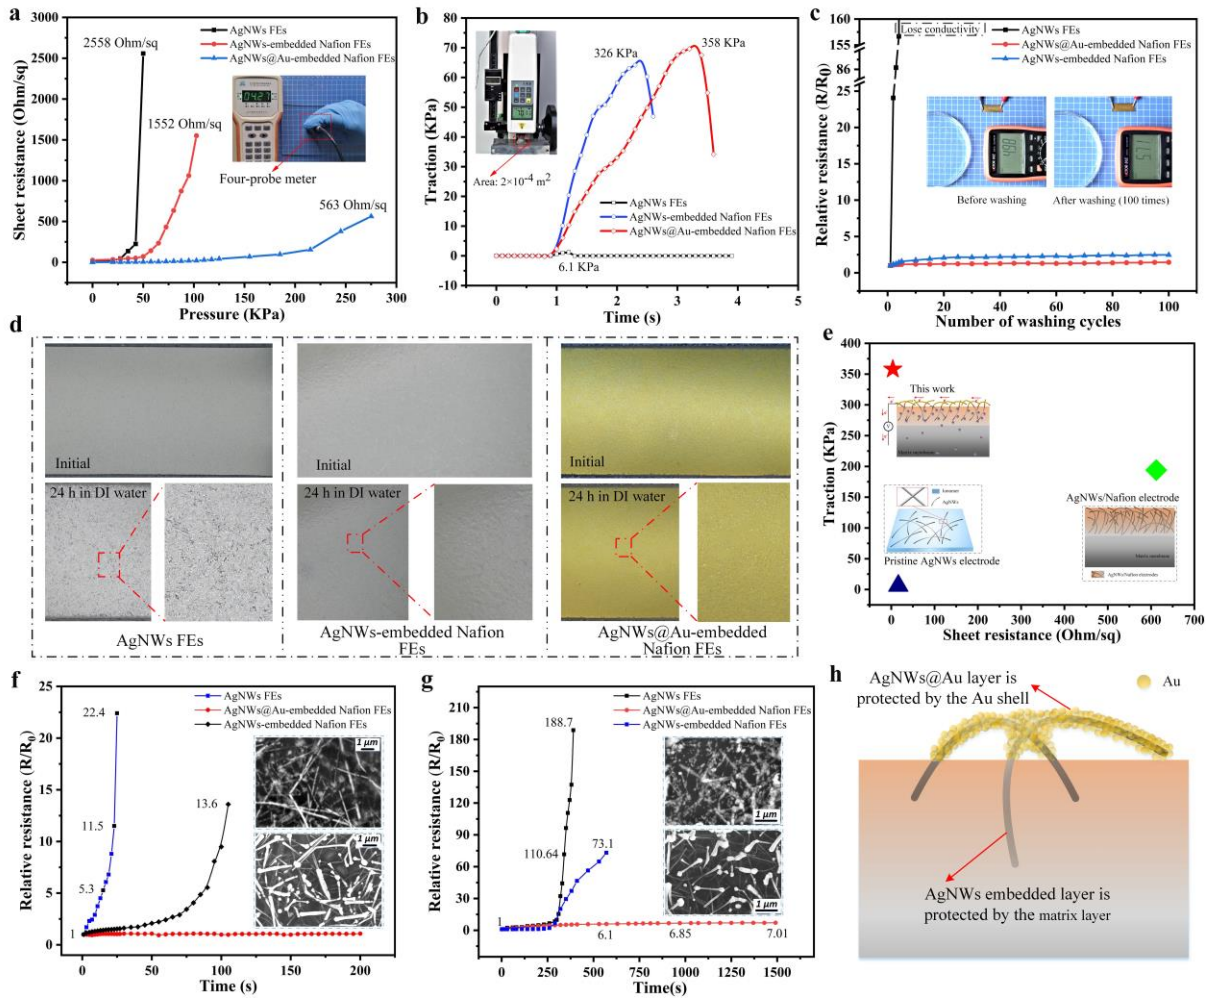 a
3000
2500
2000
1500
1000
500
0
Sheet resistance (Ohm/sq)
0 50 100 150 200 250 300
Pressure (KPa)
AgNWs FEs
AgNWs-embedded Nafion FEs
AgNWs@Au-embedded Nafion FEs
2558 Ohm/sq
1552 Ohm/sq
563 Ohm/sq
Four-probe meter
b
80
70
60
50
40
30
20
10
0
-10
Traction (KPa)
0 1 2 3 4 5
Time (s)
326 KPa
358 KPa
Area: 2×10⁻⁴ m²
AgNWs FEs
AgNWs-embedded Nafion FEs
AgNWs@Au-embedded Nafion FEs
6.1 KPa
c
160
155
86
84
5
4
3
2
1
0
Relative resistance (R/R₀)
0 20 40 60 80 100
Number of washing cycles
Lose conductivity
AgNWs FEs
AgNWs@Au-embedded Nafion FEs
AgNWs-embedded Nafion FEs
Before washing
After washing (100 times)
d
Initial
Initial
Initial
24 h in DI water
24 h in DI water
24 h in DI water
AgNWs FEs
AgNWs-embedded Nafion
FEs
AgNWs@Au-embedded
Nafion FEs
e
400
350
300
250
200
150
100
50
0
Traction (KPa)
0 100 200 300 400 500 600 700
Sheet resistance (Ohm/sq)
This work
Matrix membrane
AgNWs
Pristine AgNWs electrode
AgNWs/Nafion electrode
Matrix membrane
AgNWs/Nafion electrodes
f
25
20
15
10
5
0
Relative resistance (R/R₀)
0 50 100 150 200
Time (s)
AgNWs FEs
AgNWs@Au-embedded Nafion FEs
AgNWs-embedded Nafion FEs
22.4
11.5
5.3
1
13.6
1 μm
1 μm
g
210
180
150
120
90
60
30
0
-30
Relative resistance (R/R₀)
0 250 500 750 1000 1250 1500
Time(s)
AgNWs FEs
AgNWs@Au-embedded Nafion FEs
AgNWs-embedded Nafion FEs
188.7
110.64
73.1
1
6.1
6.85
7.01
1 μm
1 μm
h
AgNWs@Au layer is
protected by the Au shell
Au
AgNWs embedded layer is
protected by the matrix layer